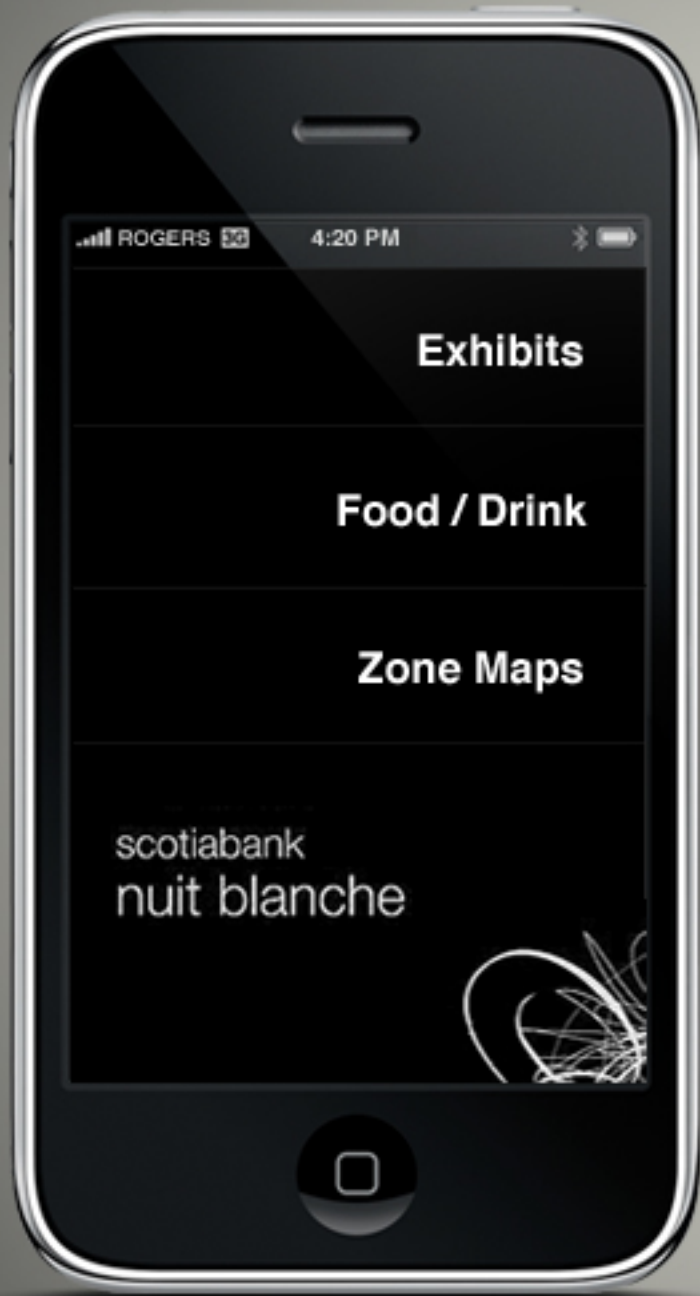 ROGERS 3G 4:20 PM
Exhibits
Food / Drink
Zone Maps
scotiabank
nuit blanche